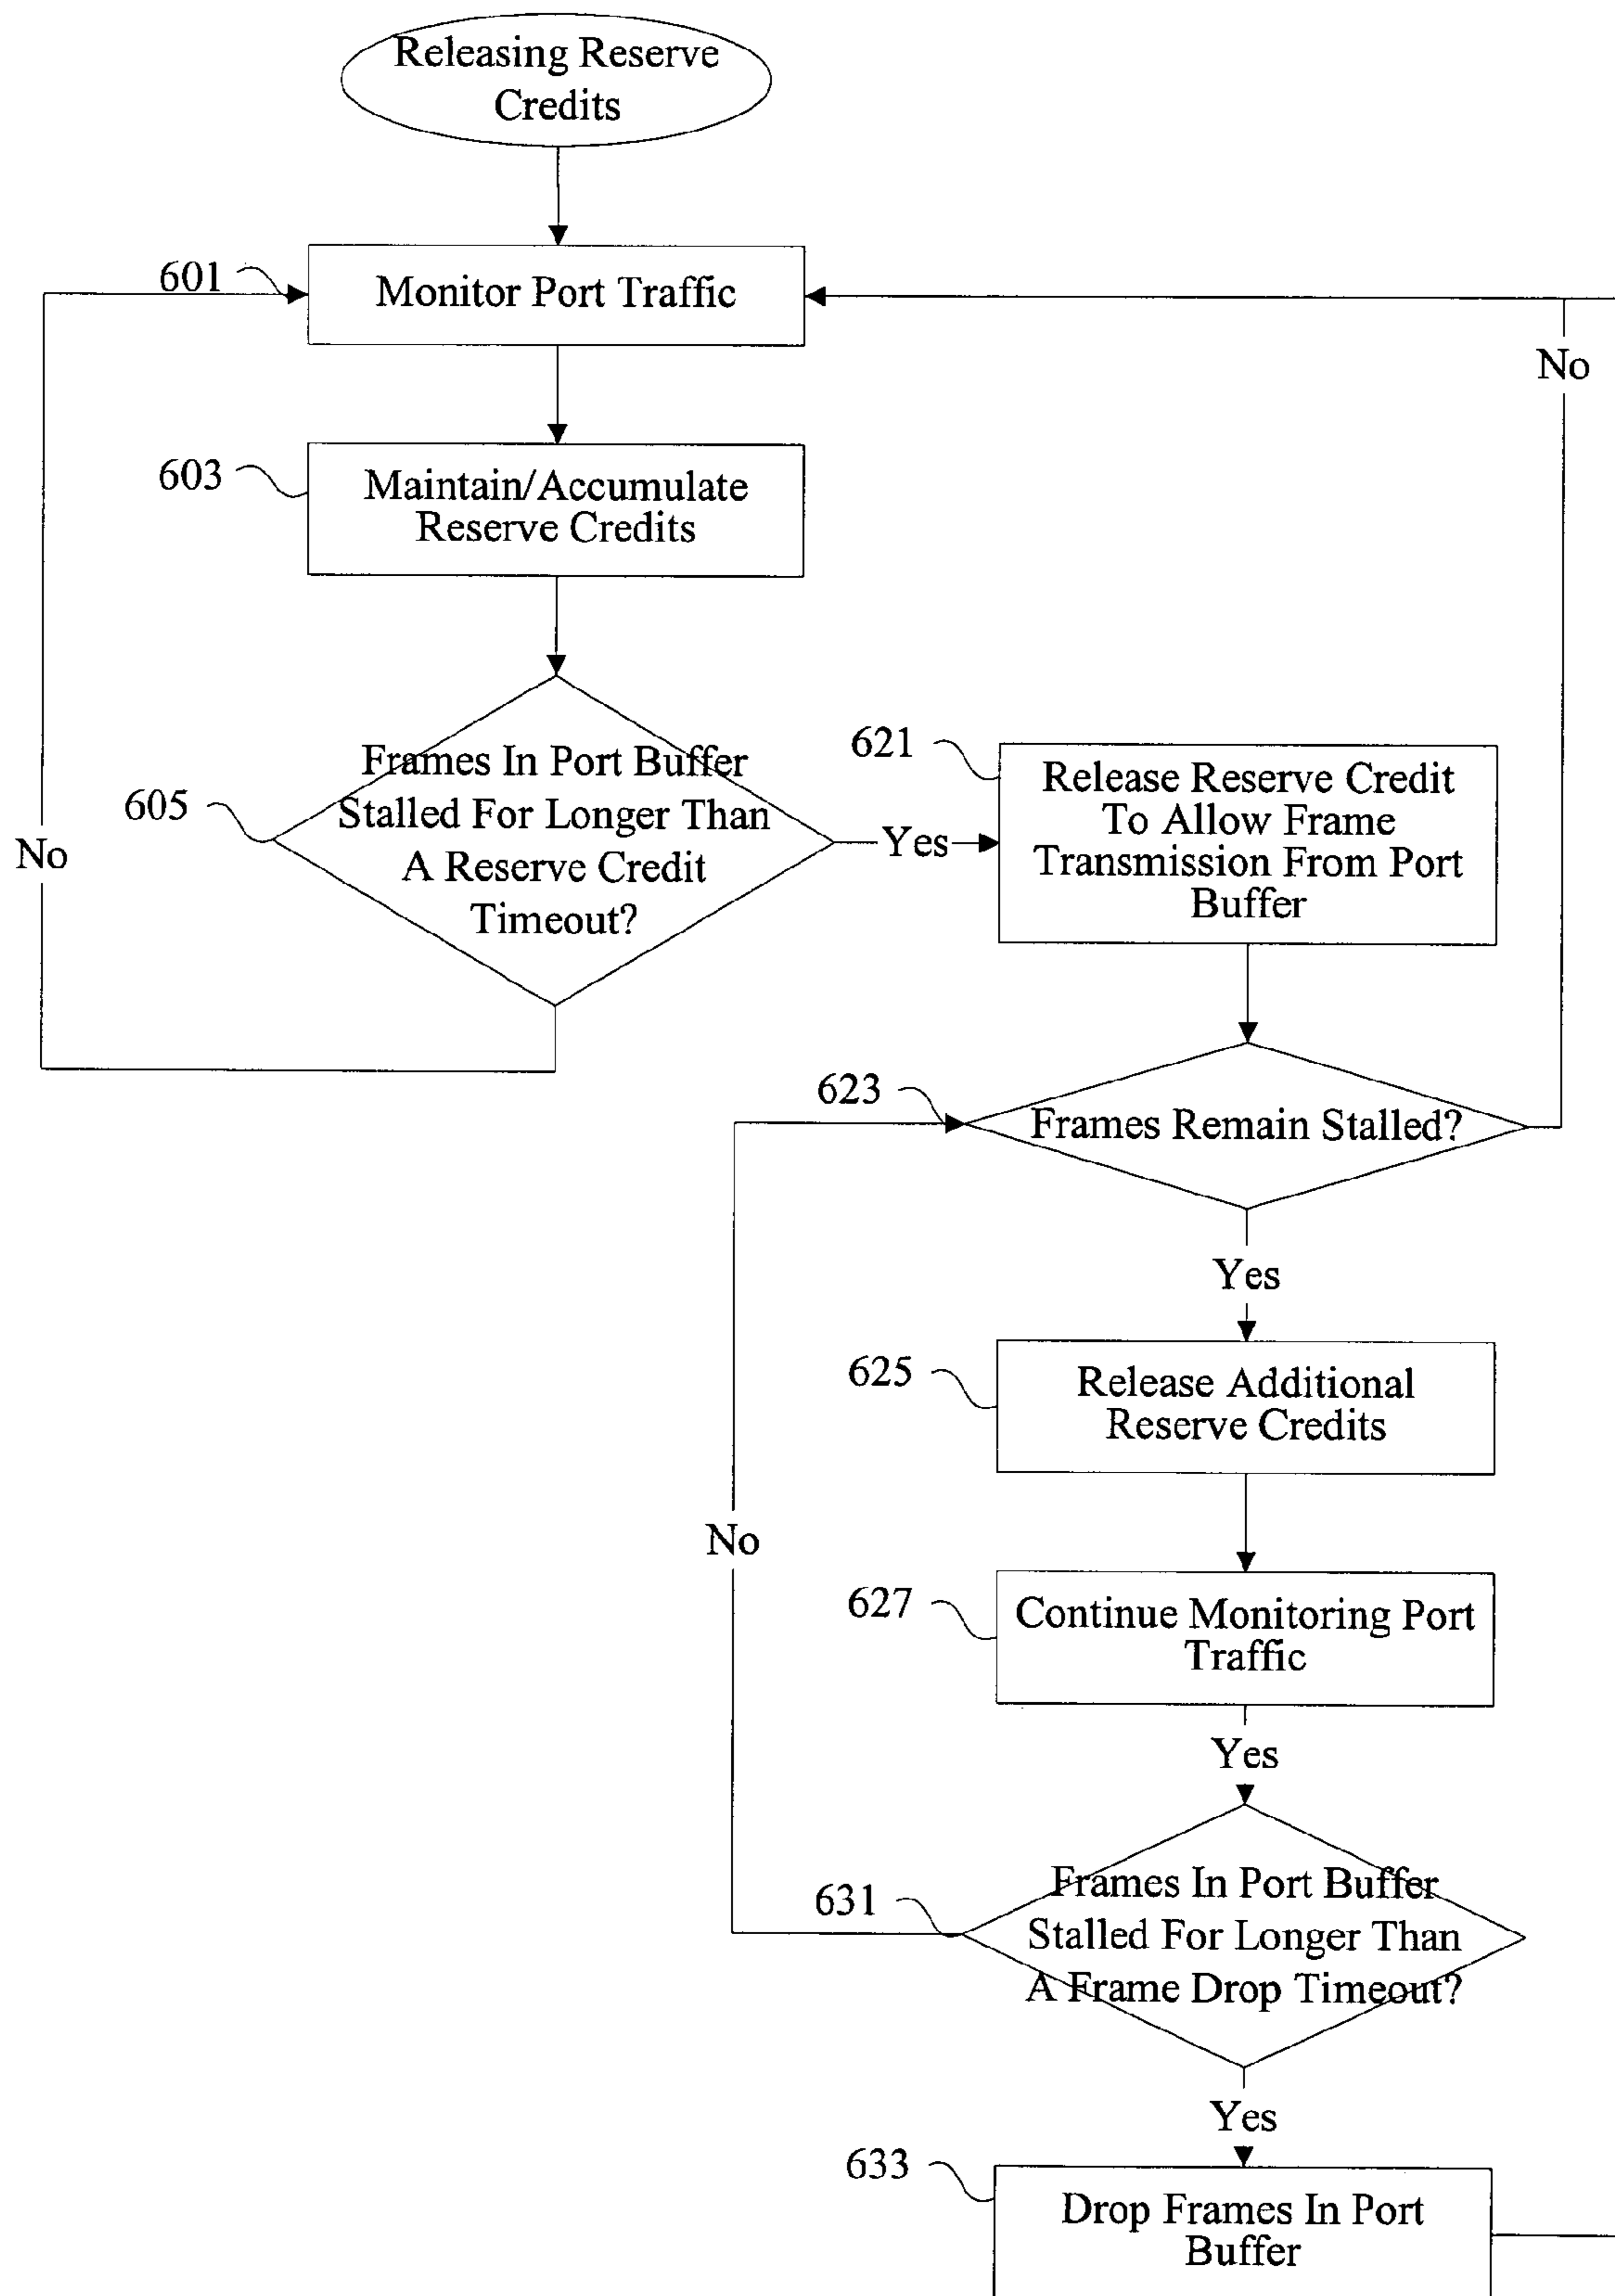 Releasing Reserve
Credits
601
Monitor Port Traffic
No
603
Maintain/Accumulate
Reserve Credits
605
Frames In Port Buffer
Stalled For Longer Than
A Reserve Credit
Timeout?
No
Yes
621
Release Reserve Credit
To Allow Frame
Transmission From Port
Buffer
623
Frames Remain Stalled?
Yes
625
Release Additional
Reserve Credits
No
627
Continue Monitoring Port
Traffic
Yes
631
Frames In Port Buffer
Stalled For Longer Than
A Frame Drop Timeout?
Yes
633
Drop Frames In Port
Buffer